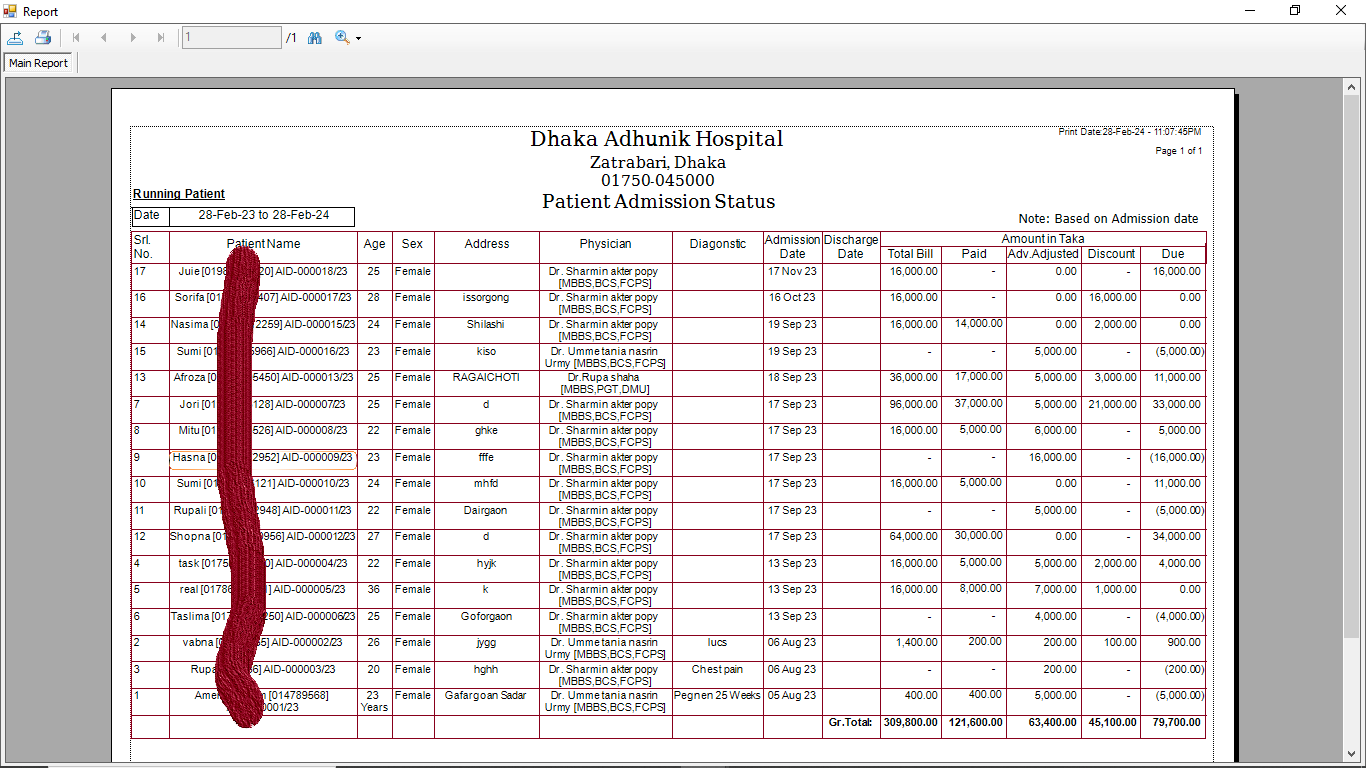 Report
1 /1
Main Report
Print Date:28-Feb-24 - 11:07:45PM
Page 1 of 1
Dhaka Adhunik Hospital
Zatrabari, Dhaka
01750-045000
Patient Admission Status
Running Patient
Date 28-Feb-23 to 28-Feb-24
Note: Based on Admission date
Srl. No. Patient Name Age Sex Address Physician Diagonstic Admission Date Discharge Date Amount in Taka
Total Bill Paid Adv.Adjusted Discount Due
17 Juie [0198 20] AID-000018/23 25 Female Dr. Sharmin akter popy 17 Nov 23 16,000.00 - 0.00 - 16,000.00
[MBBS,BCS,FCPS]
16 Sorifa [01 407] AID-000017/23 28 Female issorgong Dr. Sharmin akter popy 16 Oct 23 16,000.00 - 0.00 16,000.00 0.00
[MBBS,BCS,FCPS]
14 Nasima [0 2259] AID-000015/23 24 Female Shilashi Dr. Sharmin akter popy 19 Sep 23 16,000.00 14,000.00 0.00 2,000.00 0.00
[MBBS,BCS,FCPS]
15 Sumi [01 5966] AID-000016/23 23 Female kiso Dr. Umme tania nasrin 19 Sep 23 - - 5,000.00 - (5,000.00)
Urmy [MBBS,BCS,FCPS]
13 Afroza [ 5450] AID-000013/23 25 Female RAGAICHOTI Dr.Rupa shaha 18 Sep 23 36,000.00 17,000.00 5,000.00 3,000.00 11,000.00
[MBBS,PGT,DMU]
7 Jori [01 128] AID-000007/23 25 Female d Dr. Sharmin akter popy 17 Sep 23 96,000.00 37,000.00 5,000.00 21,000.00 33,000.00
[MBBS,BCS,FCPS]
8 Mitu [01 526] AID-000008/23 22 Female ghke Dr. Sharmin akter popy 17 Sep 23 16,000.00 5,000.00 6,000.00 - 5,000.00
[MBBS,BCS,FCPS]
9 Hasna [0 2952] AID-000009/23 23 Female fffe Dr. Sharmin akter popy 17 Sep 23 - - 16,000.00 - (16,000.00)
[MBBS,BCS,FCPS]
10 Sumi [01 121] AID-000010/23 24 Female mhfd Dr. Sharmin akter popy 17 Sep 23 16,000.00 5,000.00 0.00 - 11,000.00
[MBBS,BCS,FCPS]
11 Rupali [0 2948] AID-000011/23 22 Female Dairgaon Dr. Sharmin akter popy 17 Sep 23 - - 5,000.00 - (5,000.00)
[MBBS,BCS,FCPS]
12 Shopna [01 956] AID-000012/23 27 Female d Dr. Sharmin akter popy 17 Sep 23 64,000.00 30,000.00 0.00 - 34,000.00
[MBBS,BCS,FCPS]
4 task [0175 0] AID-000004/23 22 Female hyjk Dr. Sharmin akter popy 13 Sep 23 16,000.00 5,000.00 5,000.00 2,000.00 4,000.00
[MBBS,BCS,FCPS]
5 real [01786 1] AID-000005/23 36 Female k Dr. Sharmin akter popy 13 Sep 23 16,000.00 8,000.00 7,000.00 1,000.00 0.00
[MBBS,BCS,FCPS]
6 Taslima [01 250] AID-000006/23 25 Female Goforgaon Dr. Sharmin akter popy 13 Sep 23 - - 4,000.00 - (4,000.00)
[MBBS,BCS,FCPS]
2 vabna [0 55] AID-000002/23 26 Female jygg Dr. Umme tania nasrin lucs 06 Aug 23 1,400.00 200.00 200.00 100.00 900.00
Urmy [MBBS,BCS,FCPS]
3 Rupa 6] AID-000003/23 20 Female hghh Dr. Sharmin akter popy Chest pain 06 Aug 23 - - 200.00 - (200.00)
[MBBS,BCS,FCPS]
1 [014789568] 23 Female Gafargoan Sadar Dr. Umme tania nasrin Pegnen 25 Weeks 05 Aug 23 400.00 400.00 5,000.00 - (5,000.00)
0001/23 Years Urmy [MBBS,BCS,FCPS]
Gr.Total: 309,800.00 121,600.00 63,400.00 45,100.00 79,700.00